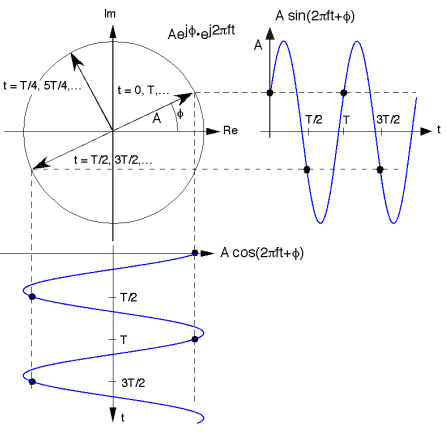 Im
A sin(2πft+ϕ)
Ae^jϕ•e^j2πft
A
t = T/4, 5T/4,...
t = 0, T,...
A
ϕ
Re
T/2
T
3T/2
t
t = T/2, 3T/2,...
A cos(2πft+ϕ)
T/2
T
3T/2
t